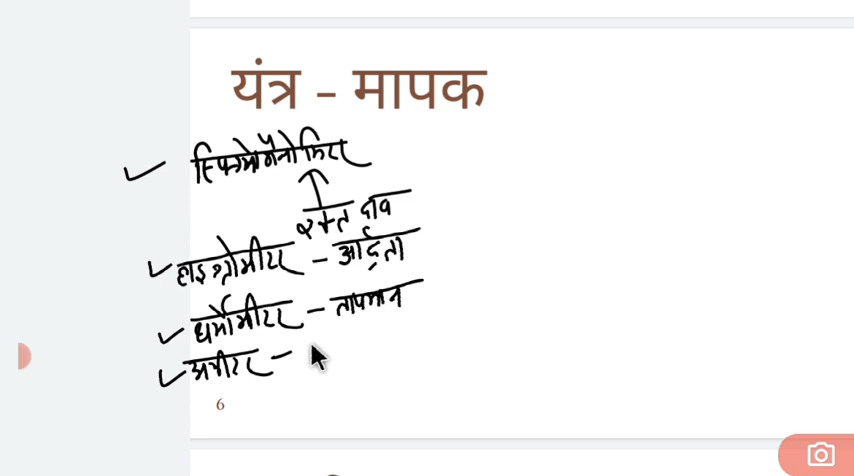 यंत्र – मापक
स्फिग्मोमैनोमिटर
रक्त दाव
हाइग्रोमीटर – आर्द्रता
थर्मोमीटर – तापमान
अमीटर –
6